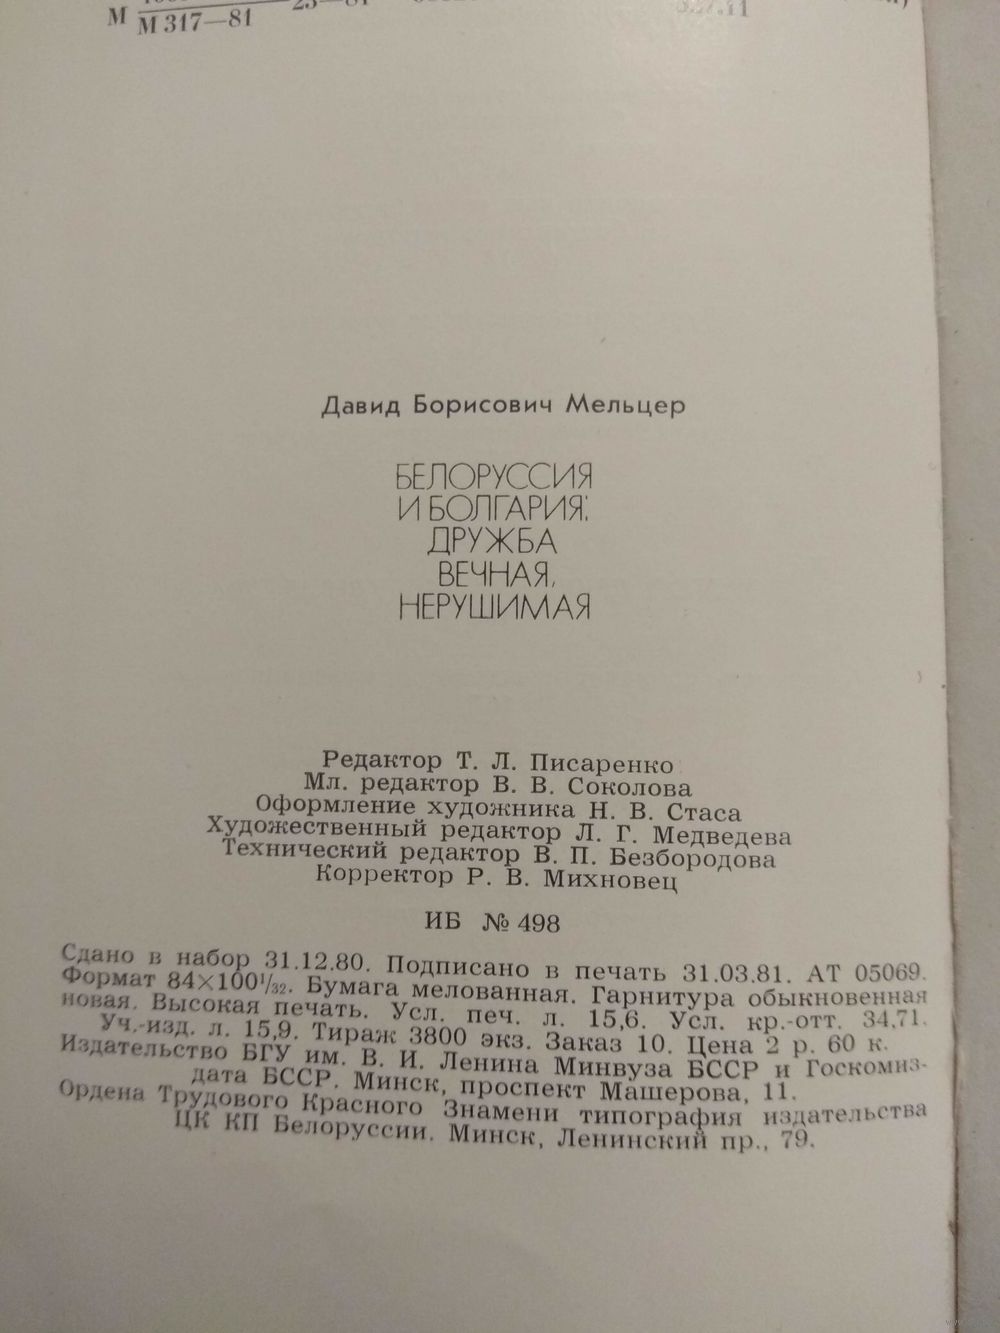 М
М 317—81
Давид Борисович Мельцер
БЕЛОРУССИЯ
И БОЛГАРИЯ:
ДРУЖБА
ВЕЧНАЯ,
НЕРУШИМАЯ
Редактор Т. Л. Писаренко
Мл. редактор В. В. Соколова
Оформление художника Н. В. Стаса
Художественный редактор Л. Г. Медведева
Технический редактор В. П. Безбородова
Корректор Р. В. Михновец
ИБ № 498
Сдано в набор 31.12.80. Подписано в печать 31.03.81. АТ 05069.
Формат 84×100¹/₃₂. Бумага мелованная. Гарнитура обыкновенная
новая. Высокая печать. Усл. печ. л. 15,6. Усл. кр.-отт. 34,71.
Уч.-изд. л. 15,9. Тираж 3800 экз. Заказ 10. Цена 2 р. 60 к.
Издательство БГУ им. В. И. Ленина Минвуза БССР и Госкомиз-
дата БССР. Минск, проспект Машерова, 11.
Ордена Трудового Красного Знамени типография издательства
ЦК КП Белоруссии. Минск, Ленинский пр., 79.